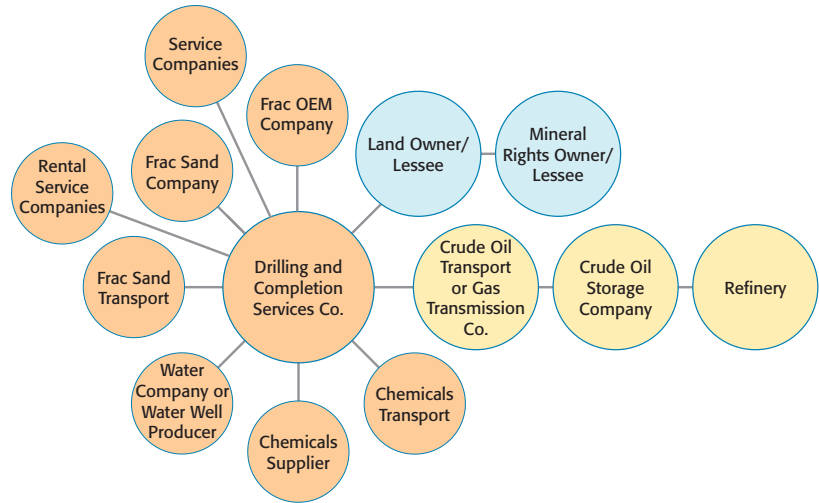 Service
Companies
Frac OEM
Company
Land Owner/
Lessee
Mineral
Rights Owner/
Lessee
Frac Sand
Company
Rental
Service
Companies
Frac Sand
Transport
Drilling and
Completion
Services Co.
Crude Oil
Transport
or Gas
Transmission
Co.
Crude Oil
Storage
Company
Refinery
Water
Company or
Water Well
Producer
Chemicals
Supplier
Chemicals
Transport